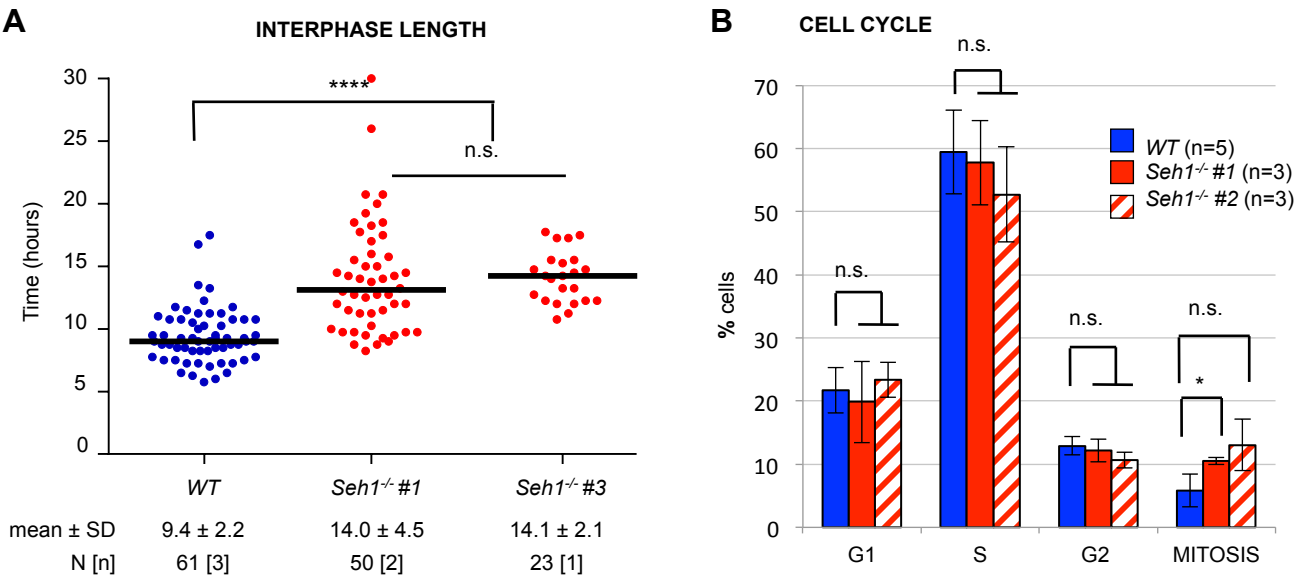 A
INTERPHASE LENGTH
Time (hours)
30
25
20
15
10
5
0
****
n.s.
WT
Seh1-/- #1
Seh1-/- #3
mean ± SD
9.4 ± 2.2
14.0 ± 4.5
14.1 ± 2.1
N [n]
61 [3]
50 [2]
23 [1]
B
CELL CYCLE
% cells
70
60
50
40
30
20
10
0
n.s.
n.s.
n.s.
n.s.
*
WT (n=5)
Seh1-/- #1 (n=3)
Seh1-/- #2 (n=3)
G1
S
G2
MITOSIS